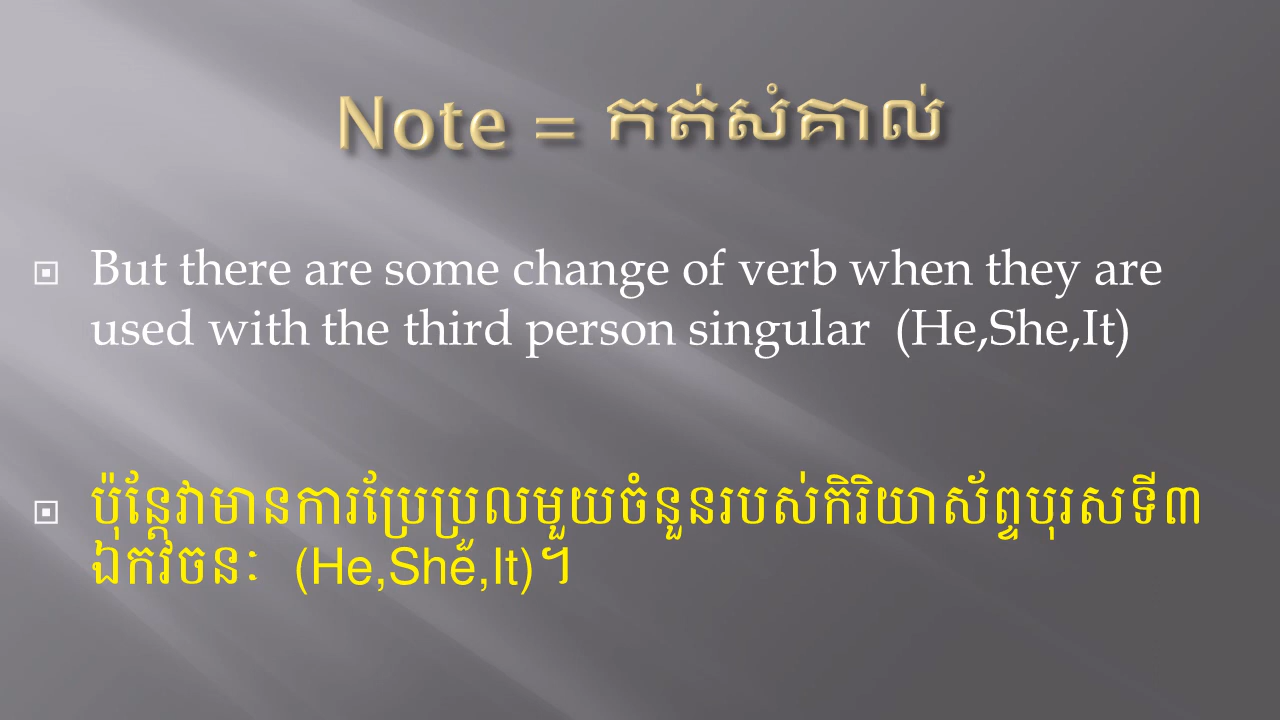 Note = កត់សំគាល់
But there are some change of verb when they are
used with the third person singular (He,She,It)
ប៉ុន្តែវាមានការប្រែប្រួលមួយចំនួនរបស់កិរិយាស័ព្ទបុរសទី៣
ឯកវចនៈ (He,She,It)។